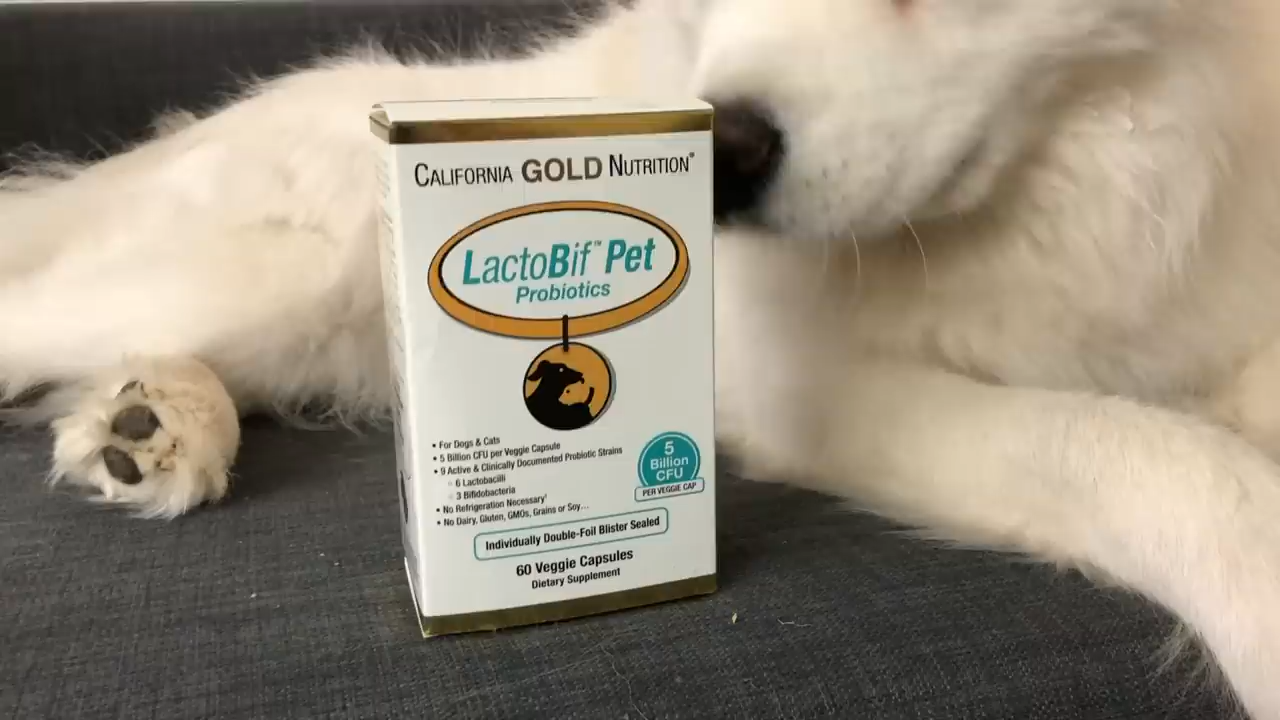 CALIFORNIA GOLD NUTRITION®
LactoBif™ Pet
Probiotics
• For Dogs & Cats
• 5 Billion CFU per Veggie Capsule
• 9 Active & Clinically Documented Probiotic Strains
○ 6 Lactobacilli
○ 3 Bifidobacteria
• No Refrigeration Necessary!
• No Dairy, Gluten, GMOs, Grains or Soy...
5
Billion
CFU
PER VEGGIE CAP
Individually Double-Foil Blister Sealed
60 Veggie Capsules
Dietary Supplement